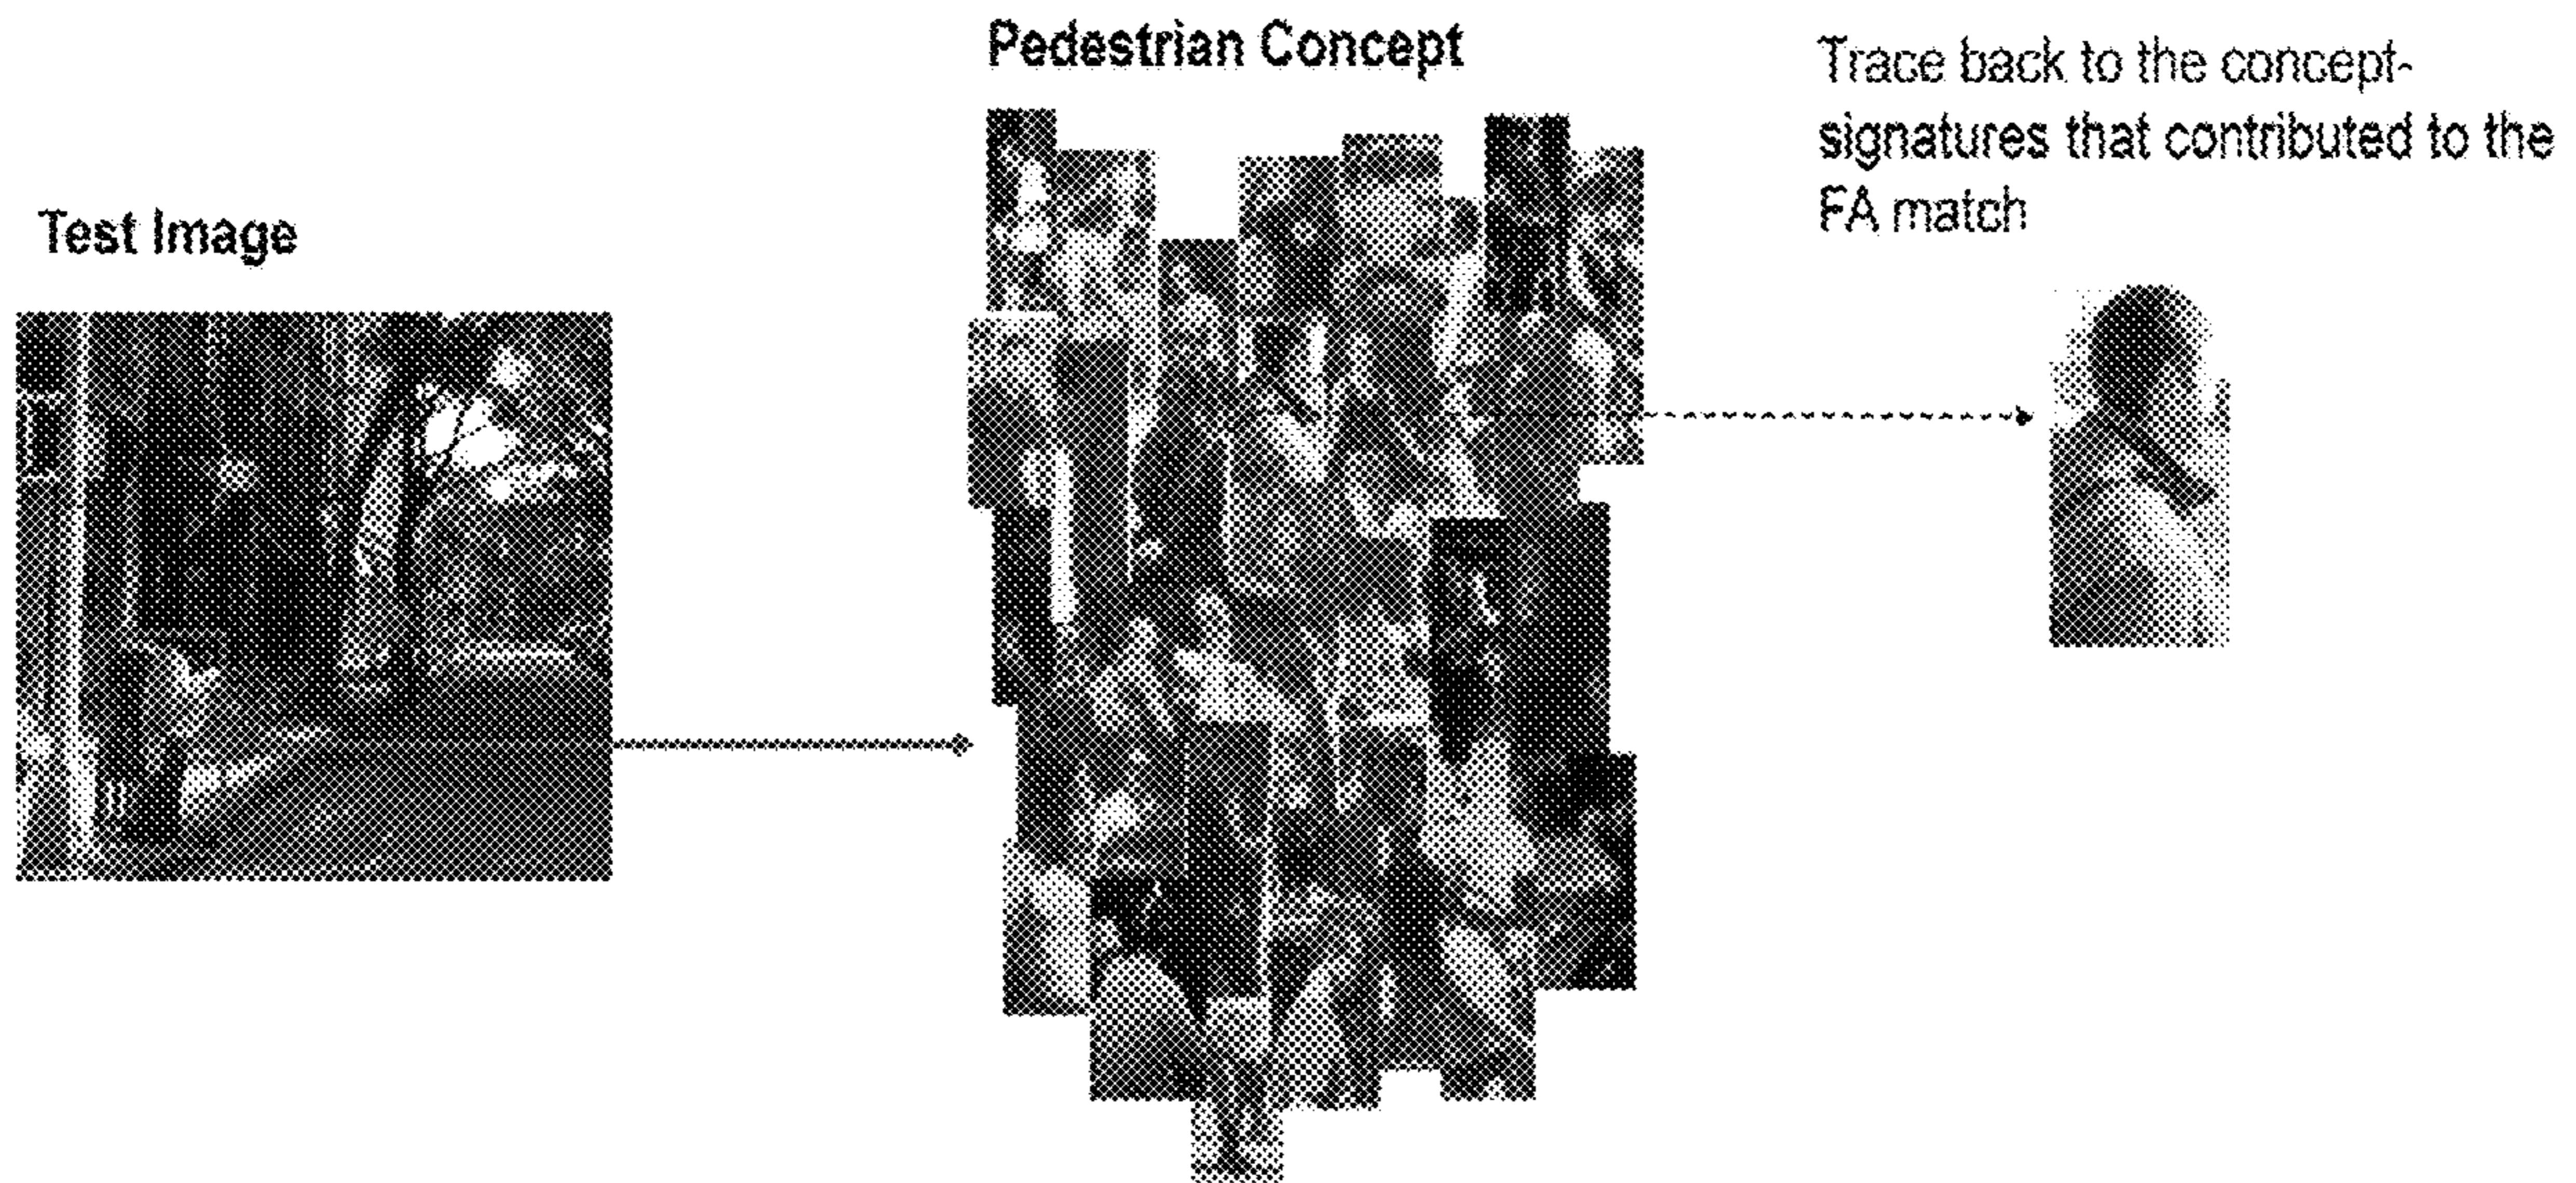 Pedestrian Concept
Trace back to the concept-
signatures that contributed to the
FA match
Test Image